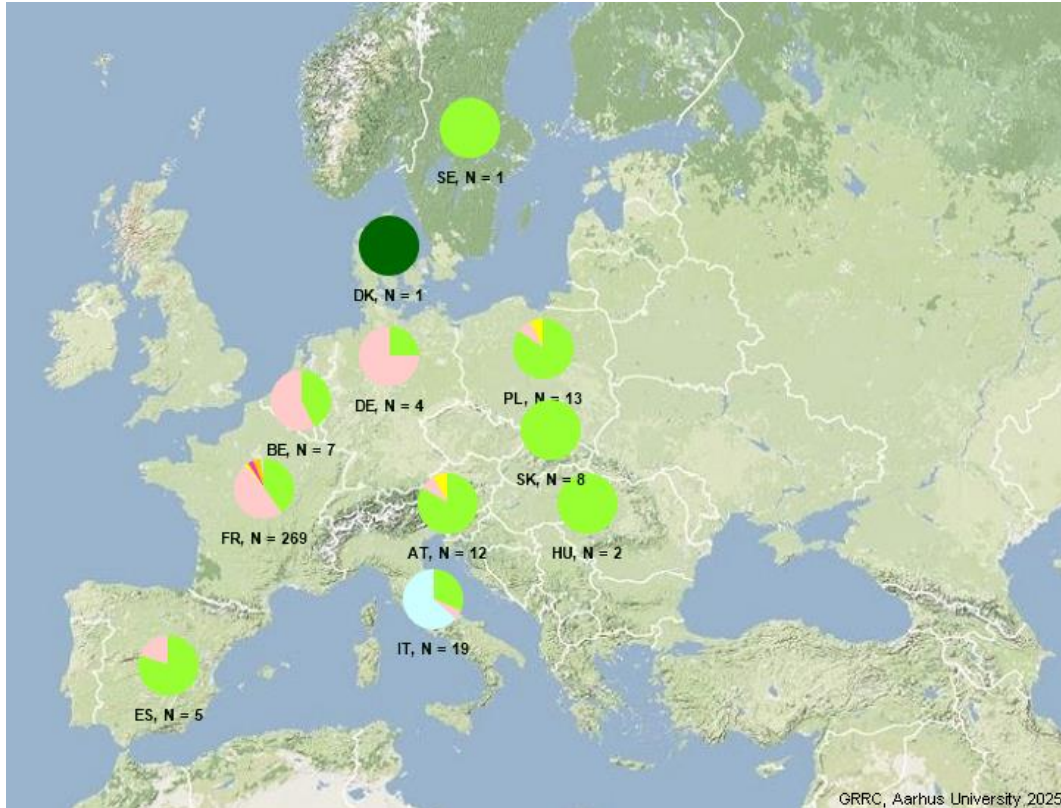 SE, N = 1
DK, N = 1
DE, N = 4
PL, N = 13
BE, N = 7
SK, N = 8
FR, N = 269
AT, N = 12
HU, N = 2
IT, N = 19
ES, N = 5
GRRC, Aarhus University 2025